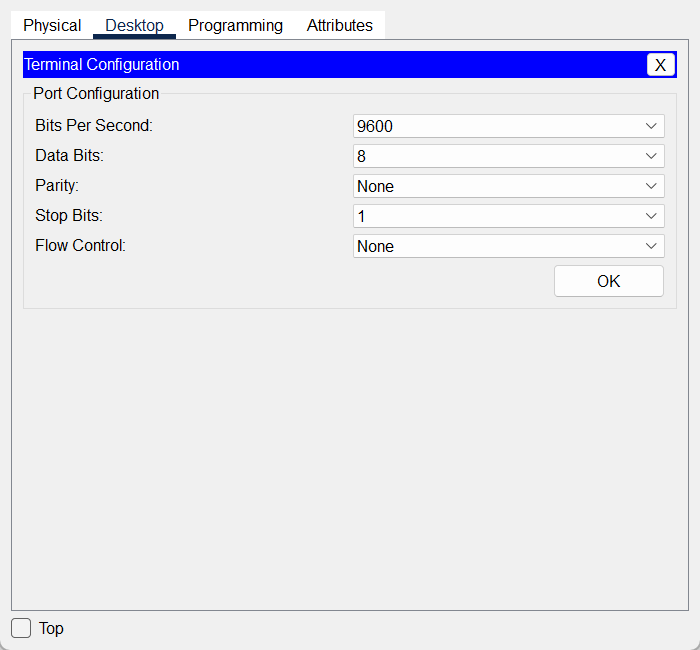 Physical Desktop Programming Attributes
Terminal Configuration X
Port Configuration
Bits Per Second: 9600
Data Bits: 8
Parity: None
Stop Bits: 1
Flow Control: None
OK
Top